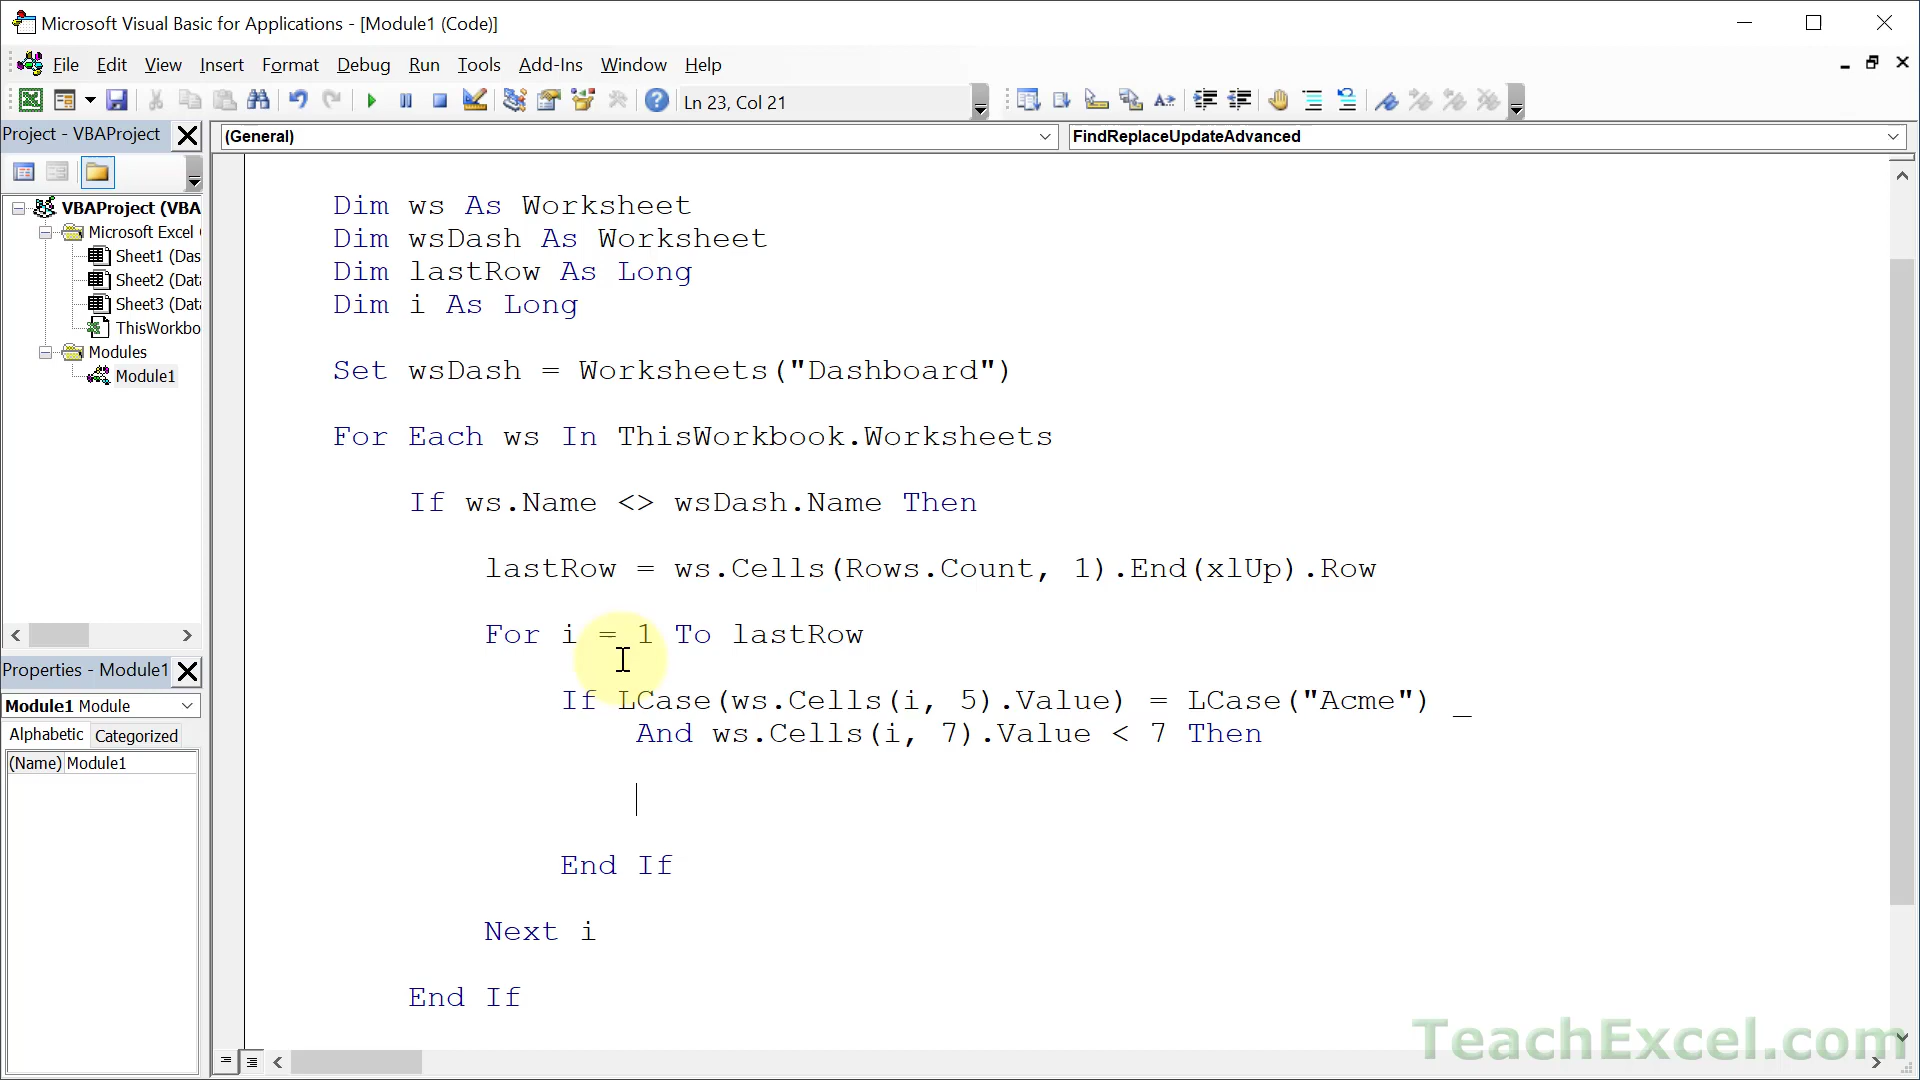 Microsoft Visual Basic for Applications - [Module1 (Code)]
File Edit View Insert Format Debug Run Tools Add-Ins Window Help
Ln 23, Col 21
Project - VBAProject
(General)
FindReplaceUpdateAdvanced
VBAProject (VBA
Microsoft Excel
Sheet1 (Das
Sheet2 (Dat
Sheet3 (Dat
ThisWorkbo
Modules
Module1
Properties - Module1
Module1 Module
Alphabetic Categorized
(Name) Module1
Dim ws As Worksheet
Dim wsDash As Worksheet
Dim lastRow As Long
Dim i As Long
Set wsDash = Worksheets("Dashboard")
For Each ws In ThisWorkbook.Worksheets
If ws.Name <> wsDash.Name Then
lastRow = ws.Cells(Rows.Count, 1).End(xlUp).Row
For i = 1 To lastRow
If LCase(ws.Cells(i, 5).Value) = LCase("Acme") _
And ws.Cells(i, 7).Value < 7 Then
End If
Next i
End If
TeachExcel.com